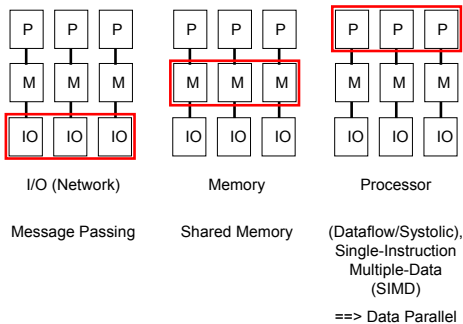 P P P P P P P P P
M M M M M M M M M
IO IO IO IO IO IO IO IO IO
I/O (Network) Memory Processor
Message Passing Shared Memory (Dataflow/Systolic),
Single-Instruction
Multiple-Data
(SIMD)
==> Data Parallel